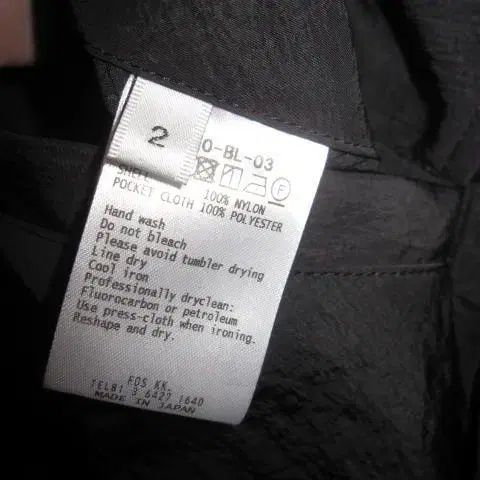 2
O-BL-03
F
SHELL 100% NYLON
POCKET CLOTH 100% POLYESTER
Hand wash
Do not bleach
Please avoid tumbler drying
Line dry
Cool iron
Professionally dryclean:
Fluorocarbon or petroleum
Use press-cloth when ironing.
Reshape and dry.
FOS KK.
TEL81 3 6427 1640
MADE IN JAPAN